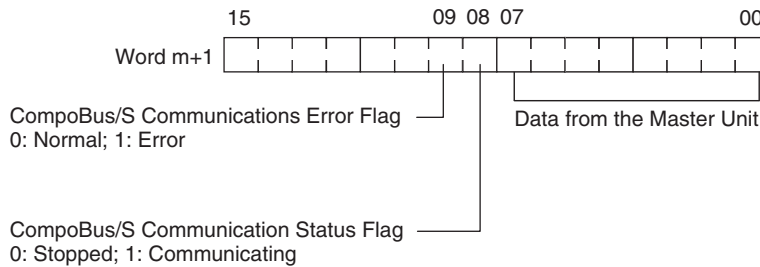 15 09 08 07 00
Word m+1
CompoBus/S Communications Error Flag
0: Normal; 1: Error
Data from the Master Unit
CompoBus/S Communication Status Flag
0: Stopped; 1: Communicating